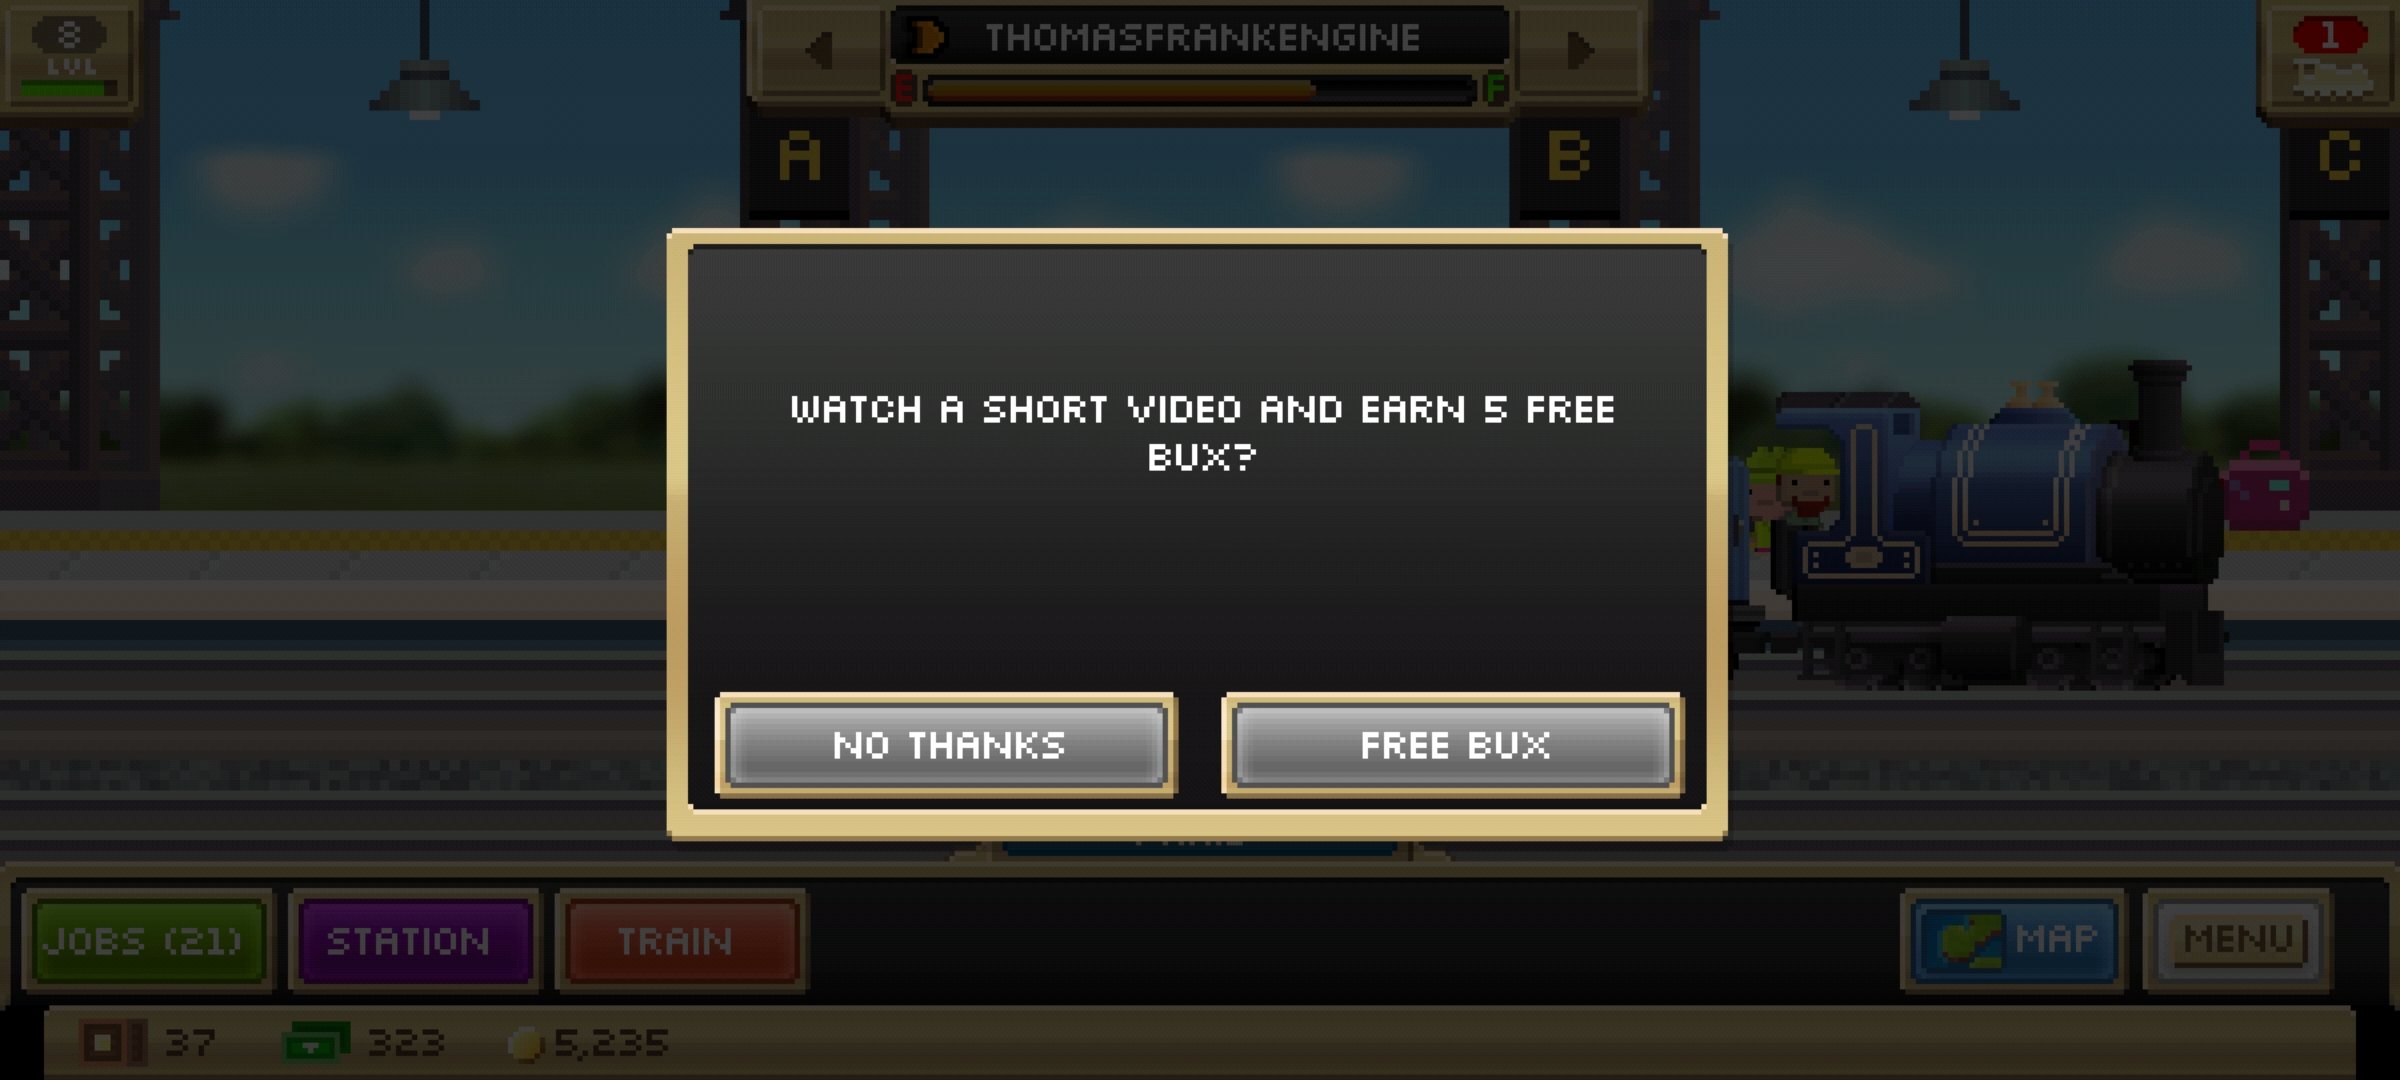 8
LVL
THOMASFRANKENGINE
E
F
1
A
B
C
WATCH A SHORT VIDEO AND EARN 5 FREE
BUX?
NO THANKS
FREE BUX
JOBS (21)
STATION
TRAIN
MAP
MENU
37
323
5,235